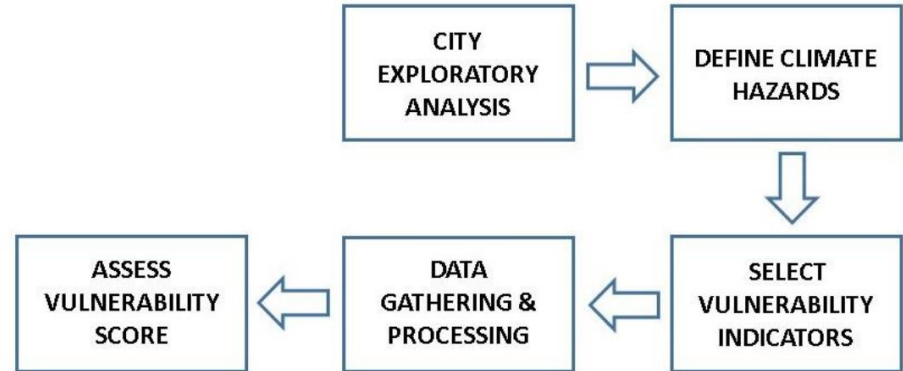 CITY
EXPLORATORY
ANALYSIS
DEFINE CLIMATE
HAZARDS
SELECT
VULNERABILITY
INDICATORS
DATA
GATHERING &
PROCESSING
ASSESS
VULNERABILITY
SCORE